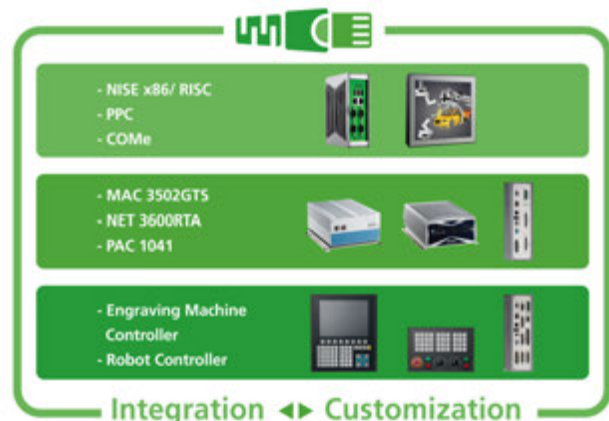 - NISE x86/ RISC
- PPC
- COMe
- MAC 3502GTS
- NET 3600RTA
- PAC 1041
- Engraving Machine
Controller
- Robot Controller
Integration ◂▸ Customization